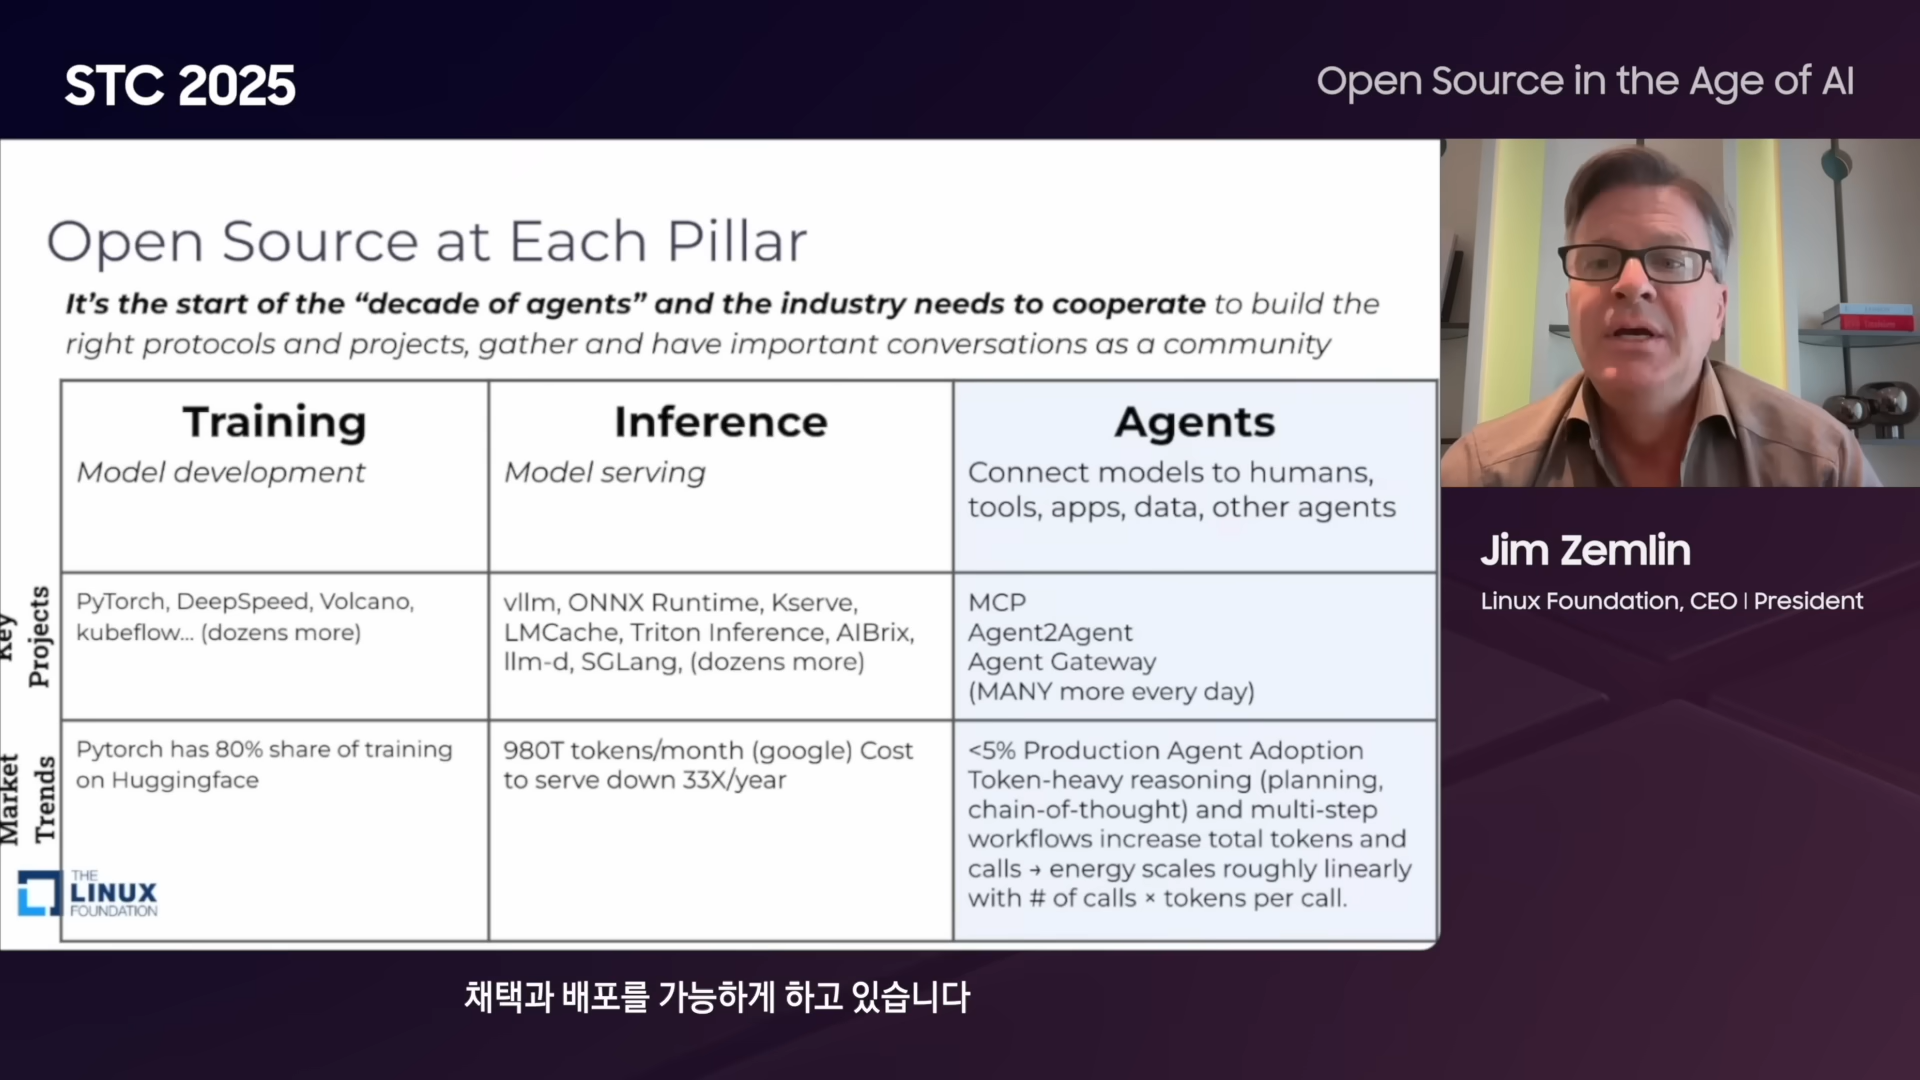 STC 2025
Open Source in the Age of AI
Open Source at Each Pillar
It's the start of the “decade of agents” and the industry needs to cooperate to build the
right protocols and projects, gather and have important conversations as a community
Training
Model development
Inference
Model serving
Agents
Connect models to humans,
tools, apps, data, other agents
Key
Projects
PyTorch, DeepSpeed, Volcano,
kubeflow... (dozens more)
vllm, ONNX Runtime, Kserve,
LMCache, Triton Inference, AIBrix,
llm-d, SGLang, (dozens more)
MCP
Agent2Agent
Agent Gateway
(MANY more every day)
Market
Trends
Pytorch has 80% share of training
on Huggingface
980T tokens/month (google) Cost
to serve down 33X/year
<5% Production Agent Adoption
Token-heavy reasoning (planning,
chain-of-thought) and multi-step
workflows increase total tokens and
calls → energy scales roughly linearly
with # of calls × tokens per call.
THE
LINUX
FOUNDATION
Jim Zemlin
Linux Foundation, CEO | President
채택과 배포를 가능하게 하고 있습니다